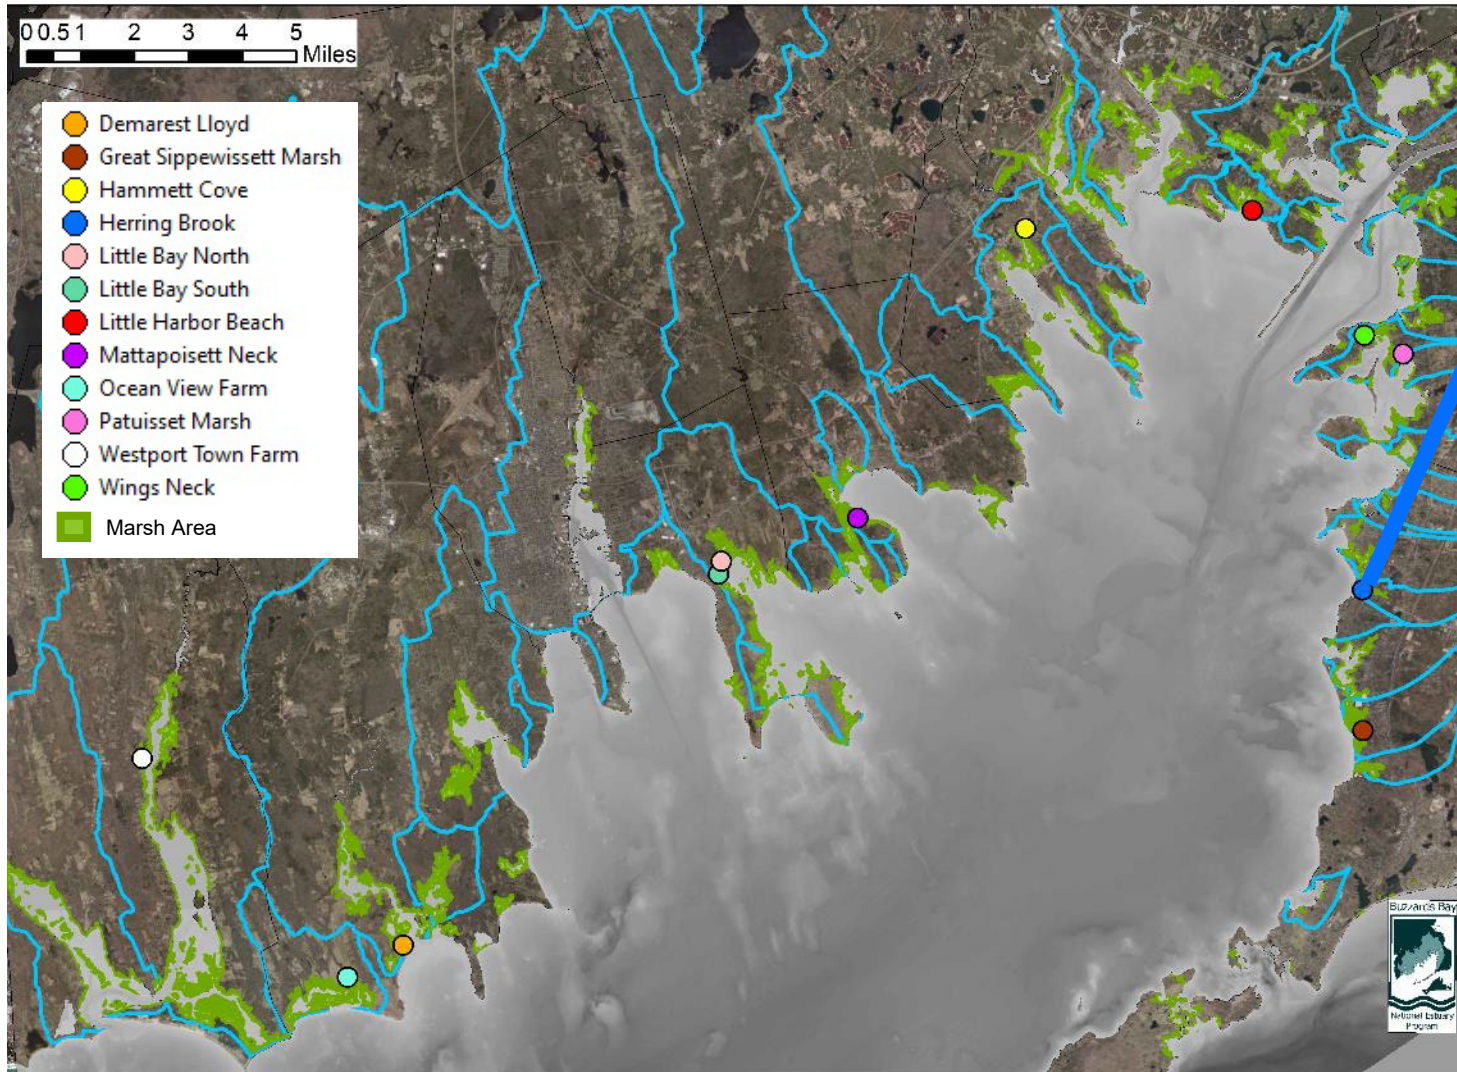 0 0.5 1 2 3 4 5
Miles
Demarest Lloyd
Great Sippewissett Marsh
Hammett Cove
Herring Brook
Little Bay North
Little Bay South
Little Harbor Beach
Mattapoisett Neck
Ocean View Farm
Patuisset Marsh
Westport Town Farm
Wings Neck
Marsh Area
Buzzards Bay
National Estuary
Program